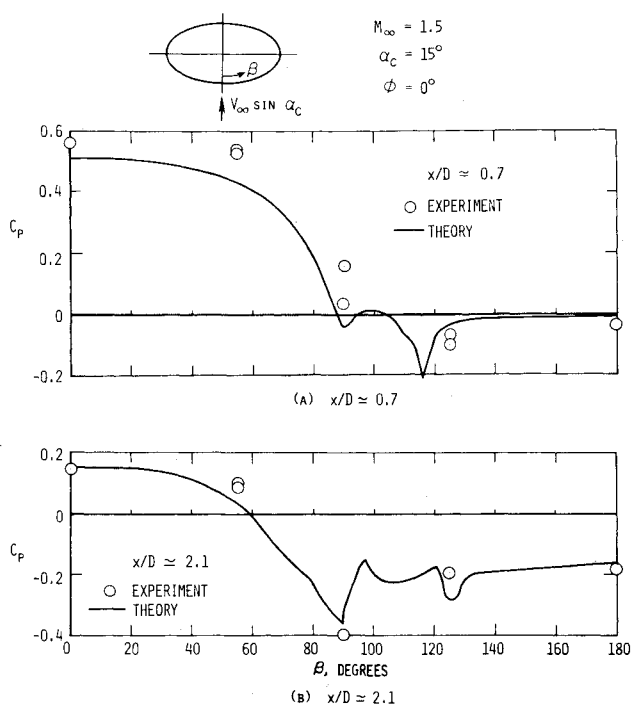 M∞ = 1.5
αC = 15°
Φ = 0°
β
V∞ SIN αC
0.6
0.4
0.2
0
-0.2
CP
x/D ≃ 0.7
EXPERIMENT
THEORY
(A) x/D ≃ 0.7
0.2
0
-0.2
-0.4
CP
x/D ≃ 2.1
EXPERIMENT
THEORY
0 20 40 60 80 100 120 140 160 180
β, DEGREES
(B) x/D ≃ 2.1